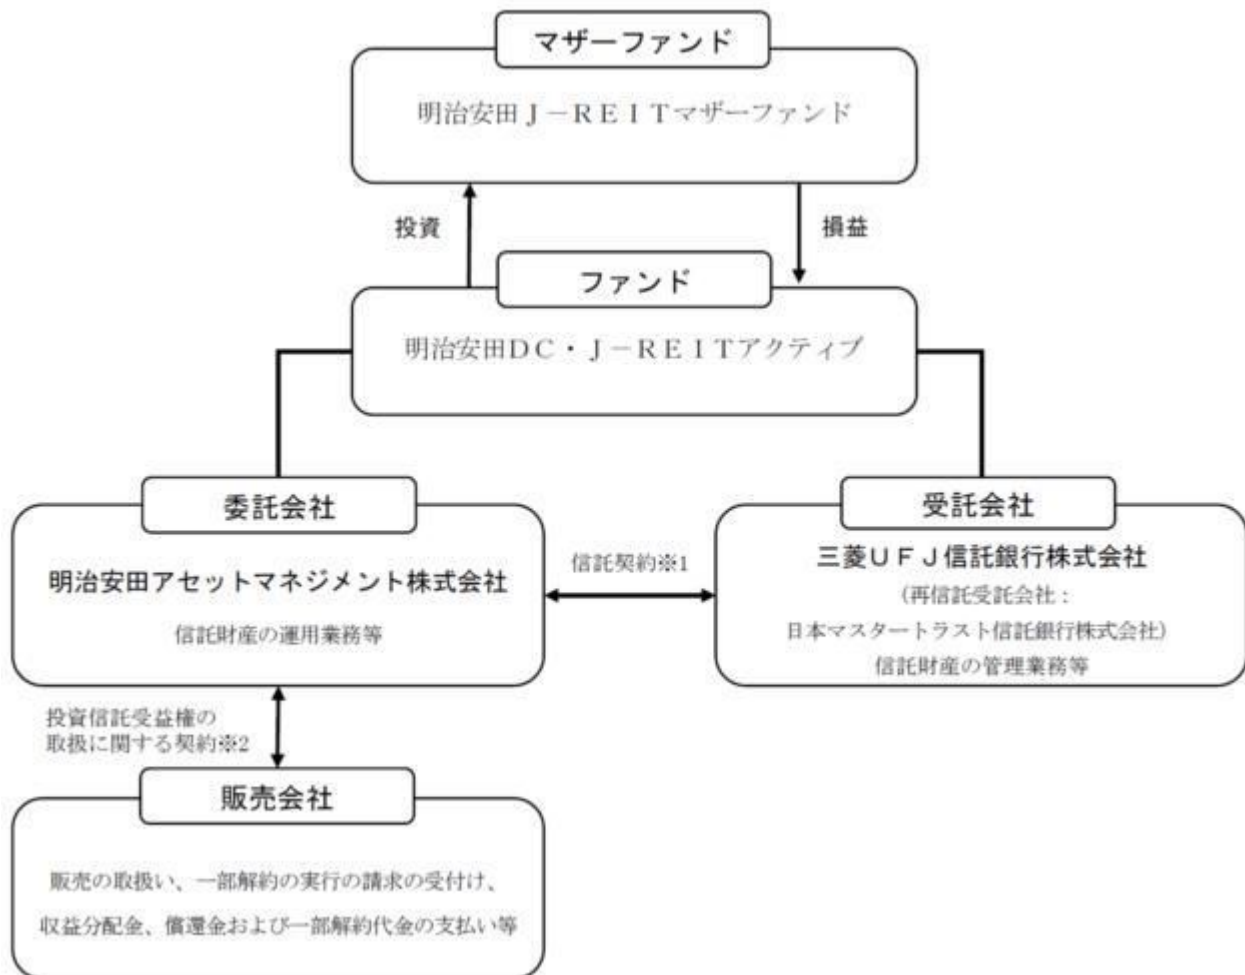 マザーファンド
明治安田J-REITマザーファンド
投資
損益
ファンド
明治安田DC・J-REITアクティブ
委託会社
明治安田アセットマネジメント株式会社
信託財産の運用業務等
信託契約※1
受託会社
三菱UFJ信託銀行株式会社
(再信託受託会社:
日本マスタートラスト信託銀行株式会社)
信託財産の管理業務等
投資信託受益権の
取扱に関する契約※2
販売会社
販売の取扱い、一部解約の実行の請求の受付け、
収益分配金、償還金および一部解約代金の支払い等